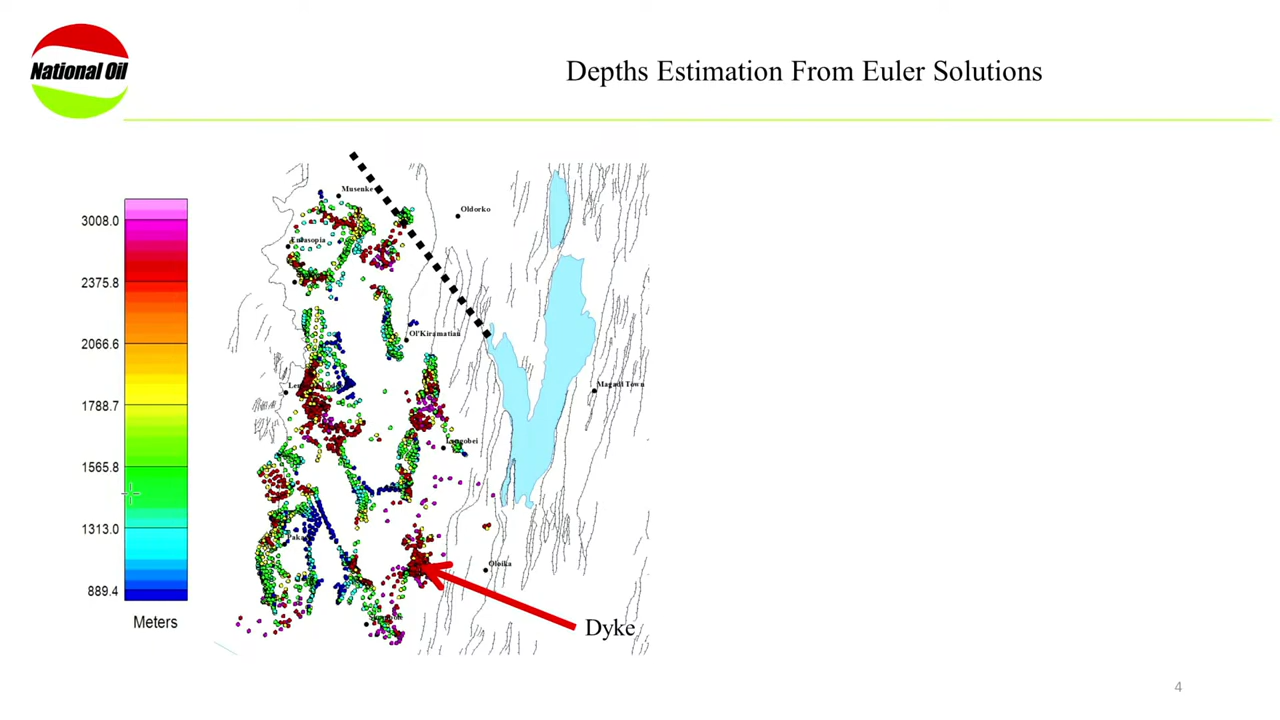 National Oil
Depths Estimation From Euler Solutions
Musenke
Oldorko
3008.0
2375.8
2066.6
Ol'Kiramatian
Magadi Town
1788.7
1565.8
1313.0
Oloika
889.4
Meters
Dyke
4